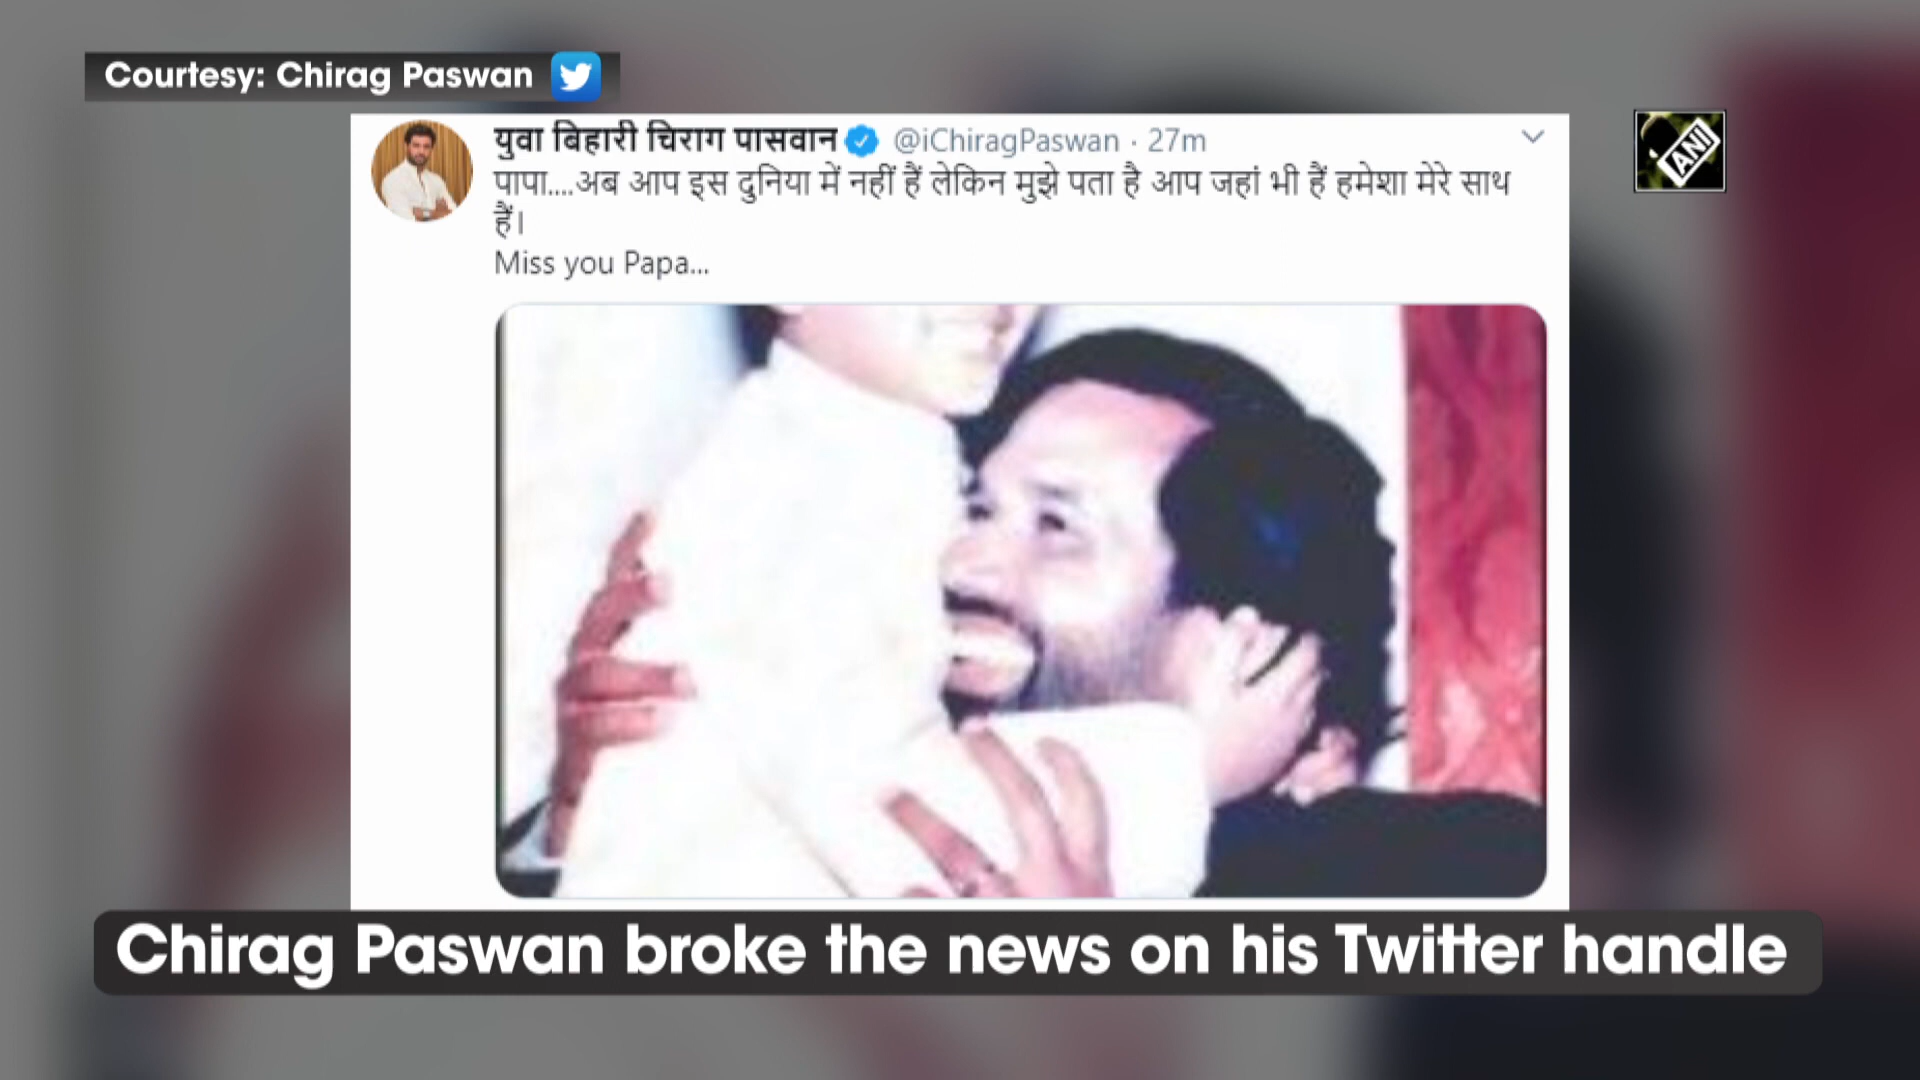 Courtesy: Chirag Paswan
युवा बिहारी चिराग पासवान @iChiragPaswan · 27m
पापा....अब आप इस दुनिया में नहीं हैं लेकिन मुझे पता है आप जहां भी हैं हमेशा मेरे साथ
हैं।
Miss you Papa...
ANI
Chirag Paswan broke the news on his Twitter handle